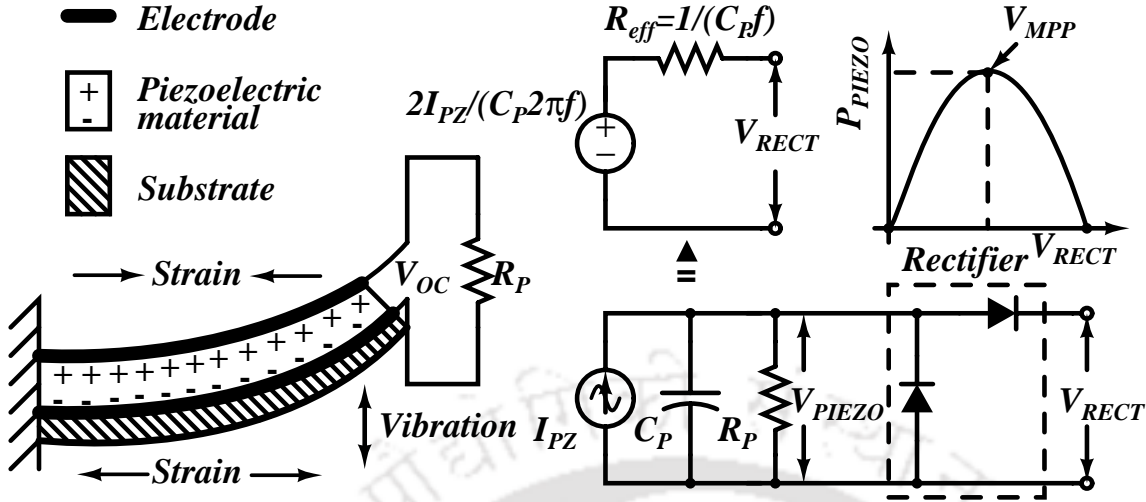 Electrode
+
-
Piezoelectric
material
Substrate
Strain
V_OC
R_P
+ + + + + + + + + + + +
- - - - - - - - - - -
Vibration
Strain
R_eff=1/(C_Pf)
2I_PZ/(C_P2πf)
+
−
V_RECT
≜
P_PIEZO
V_MPP
V_RECT
Rectifier
I_PZ
C_P
R_P
V_PIEZO
V_RECT